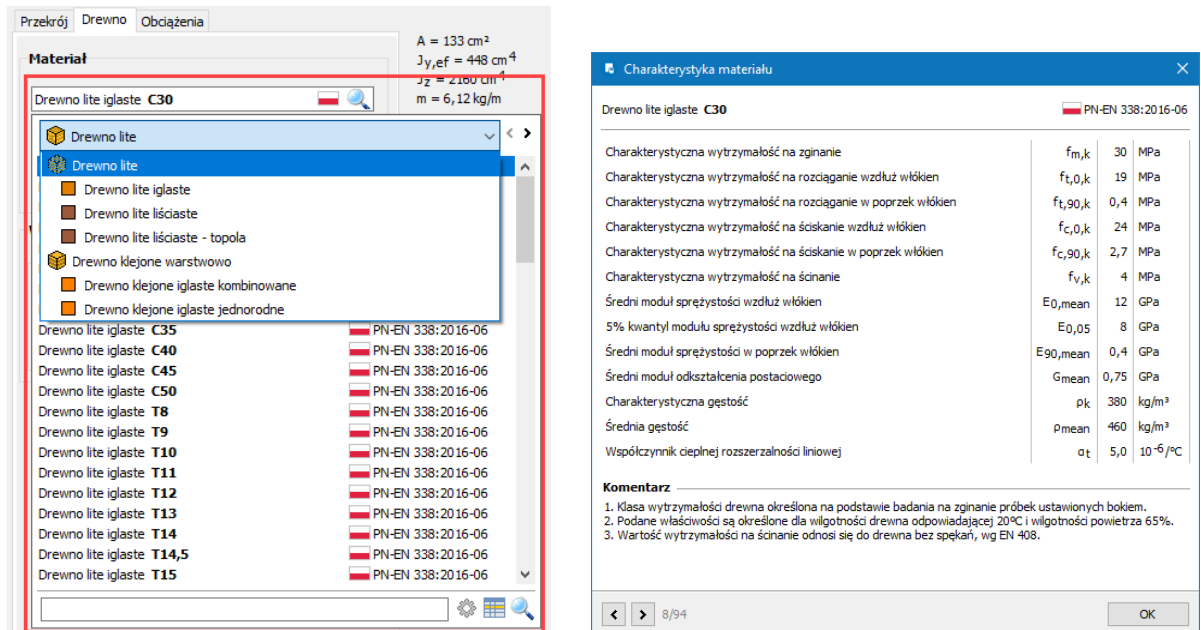 Przekrój Drewno Obciążenia
Materiał
A = 133 cm²
Jy,ef = 448 cm4
Jz = 2160 cm4
m = 6,12 kg/m
Drewno lite iglaste C30
Drewno lite
Drewno lite
Drewno lite iglaste
Drewno lite liściaste
Drewno lite liściaste - topola
Drewno klejone warstwowo
Drewno klejone iglaste kombinowane
Drewno klejone iglaste jednorodne
Drewno lite iglaste C35 PN-EN 338:2016-06
Drewno lite iglaste C40 PN-EN 338:2016-06
Drewno lite iglaste C45 PN-EN 338:2016-06
Drewno lite iglaste C50 PN-EN 338:2016-06
Drewno lite iglaste T8 PN-EN 338:2016-06
Drewno lite iglaste T9 PN-EN 338:2016-06
Drewno lite iglaste T10 PN-EN 338:2016-06
Drewno lite iglaste T11 PN-EN 338:2016-06
Drewno lite iglaste T12 PN-EN 338:2016-06
Drewno lite iglaste T13 PN-EN 338:2016-06
Drewno lite iglaste T14 PN-EN 338:2016-06
Drewno lite iglaste T14,5 PN-EN 338:2016-06
Drewno lite iglaste T15 PN-EN 338:2016-06
Charakterystyka materiału
Drewno lite iglaste C30 PN-EN 338:2016-06
Charakterystyczna wytrzymałość na zginanie fm,k 30 MPa
Charakterystyczna wytrzymałość na rozciąganie wzdłuż włókien ft,0,k 19 MPa
Charakterystyczna wytrzymałość na rozciąganie w poprzek włókien ft,90,k 0,4 MPa
Charakterystyczna wytrzymałość na ściskanie wzdłuż włókien fc,0,k 24 MPa
Charakterystyczna wytrzymałość na ściskanie w poprzek włókien fc,90,k 2,7 MPa
Charakterystyczna wytrzymałość na ścinanie fv,k 4 MPa
Średni moduł sprężystości wzdłuż włókien E0,mean 12 GPa
5% kwantyl modułu sprężystości wzdłuż włókien E0,05 8 GPa
Średni moduł sprężystości w poprzek włókien E90,mean 0,4 GPa
Średni moduł odkształcenia postaciowego Gmean 0,75 GPa
Charakterystyczna gęstość ρk 380 kg/m³
Średnia gęstość ρmean 460 kg/m³
Współczynnik cieplnej rozszerzalności liniowej αt 5,0 10-6/ºC
Komentarz
1. Klasa wytrzymałości drewna określona na podstawie badania na zginanie próbek ustawionych bokiem.
2. Podane właściwości są określone dla wilgotności drewna odpowiadającej 20ºC i wilgotności powietrza 65%.
3. Wartość wytrzymałości na ścinanie odnosi się do drewna bez spękań, wg EN 408.
8/94
OK